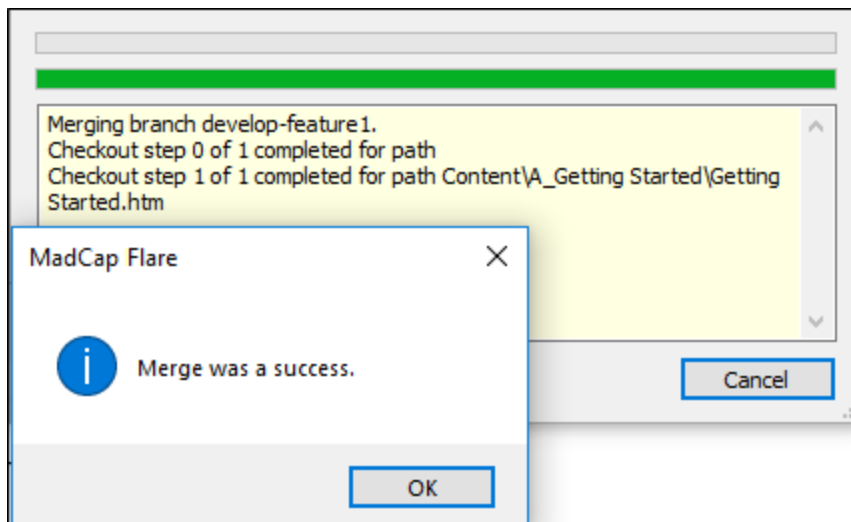 Merging branch develop-feature1.
Checkout step 0 of 1 completed for path
Checkout step 1 of 1 completed for path Content\A_Getting Started\Getting
Started.htm
MadCap Flare
Merge was a success.
Cancel
OK